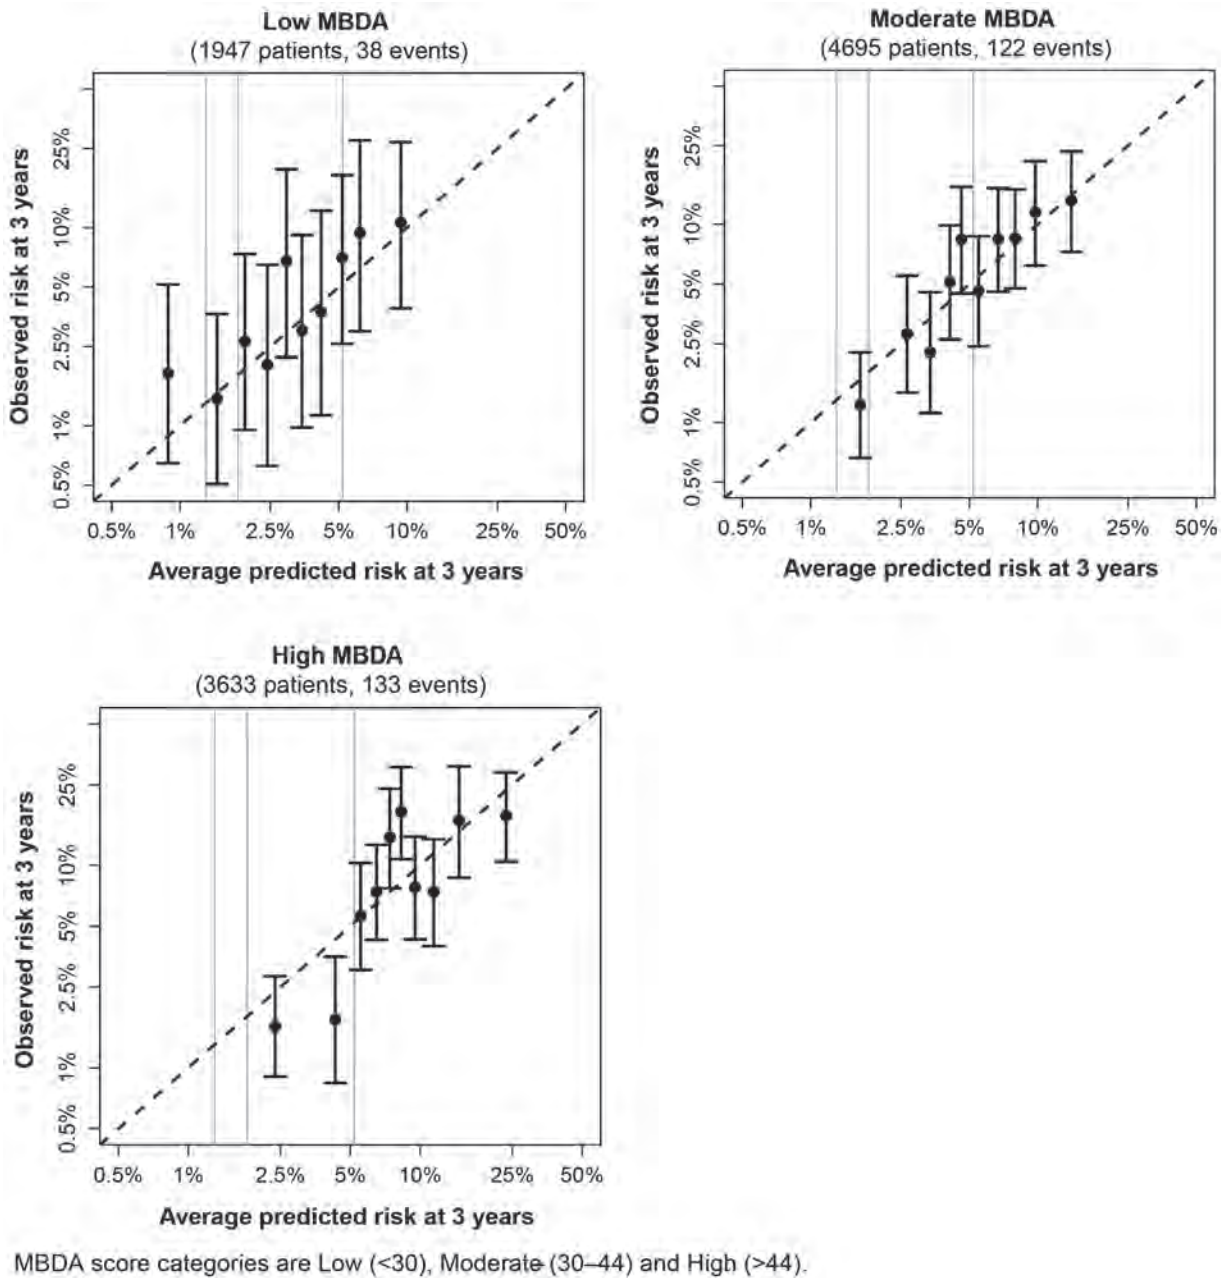 Low MBDA
(1947 patients, 38 events)
Observed risk at 3 years
25%
10%
5%
2.5%
1%
0.5%
0.5% 1% 2.5% 5% 10% 25% 50%
Average predicted risk at 3 years
Moderate MBDA
(4695 patients, 122 events)
Observed risk at 3 years
25%
10%
5%
2.5%
1%
0.5%
0.5% 1% 2.5% 5% 10% 25% 50%
Average predicted risk at 3 years
High MBDA
(3633 patients, 133 events)
Observed risk at 3 years
25%
10%
5%
2.5%
1%
0.5%
0.5% 1% 2.5% 5% 10% 25% 50%
Average predicted risk at 3 years
MBDA score categories are Low (<30), Moderate (30–44) and High (>44).